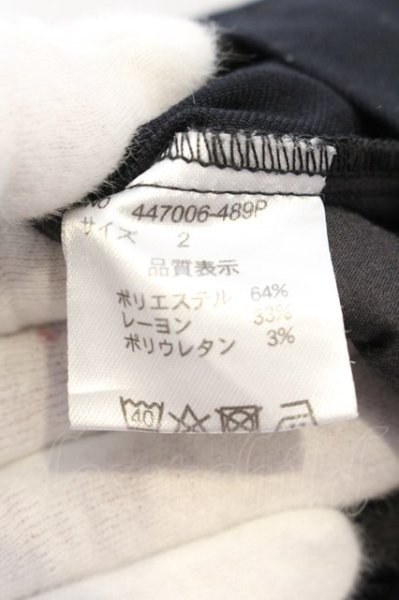 No 447006-489P
サイズ 2
品質表示
ポリエステル 64%
レーヨン 33%
ポリウレタン 3%
40